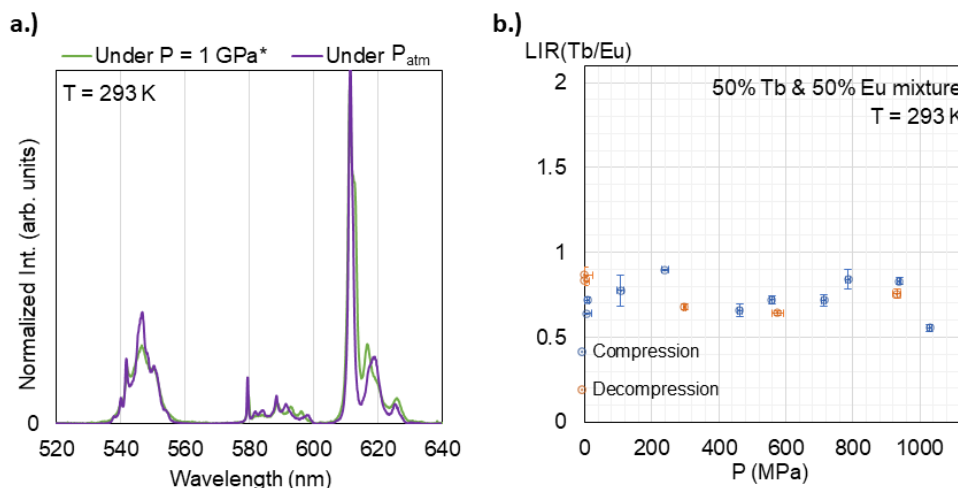 a.)
Under P = 1 GPa*
Under Patm
T = 293 K
Normalized Int. (arb. units)
0
520
540
560
580
600
620
640
Wavelength (nm)
b.)
LIR(Tb/Eu)
2
1.5
1
0.5
0
50% Tb & 50% Eu mixture
T = 293 K
Compression
Decompression
0
200
400
600
800
1000
P (MPa)